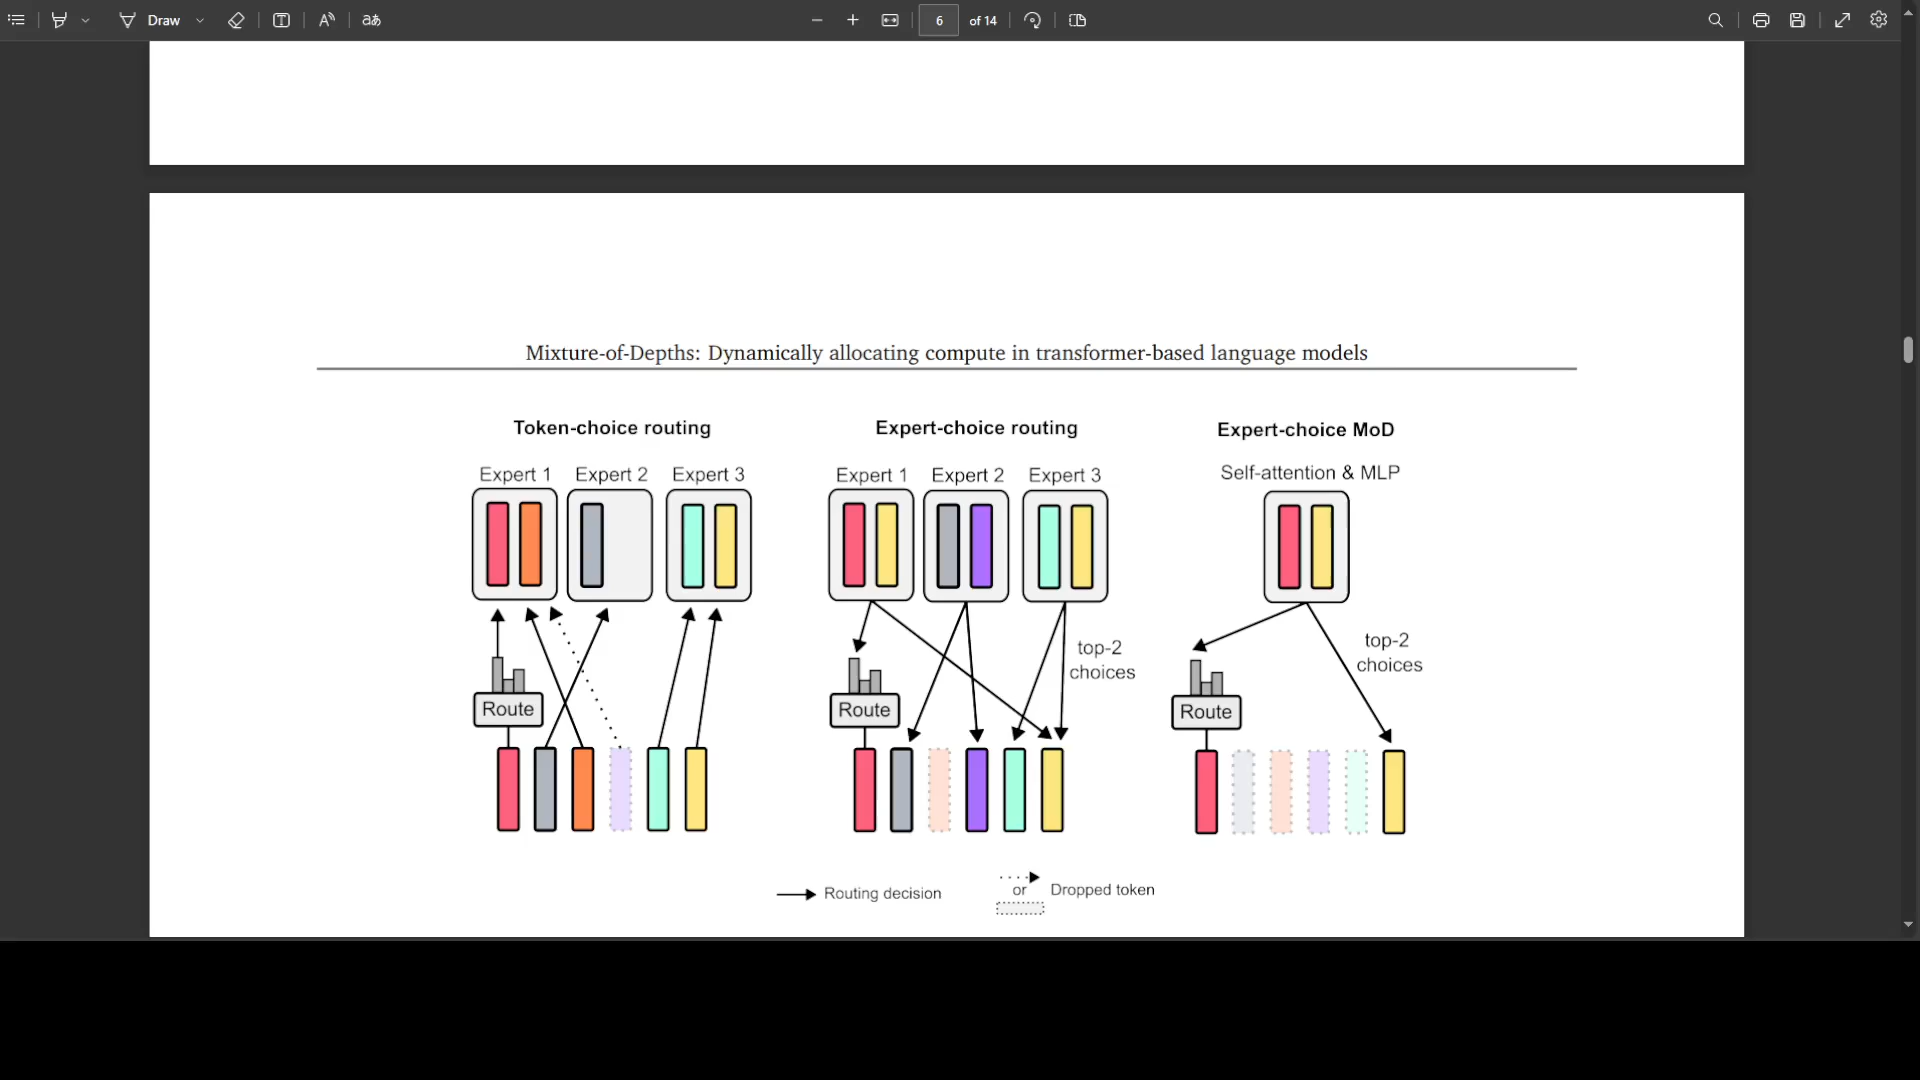 Draw
aあ
6 of 14
Mixture-of-Depths: Dynamically allocating compute in transformer-based language models
Token-choice routing
Expert 1 Expert 2 Expert 3
Route
Expert-choice routing
Expert 1 Expert 2 Expert 3
top-2
choices
Route
Expert-choice MoD
Self-attention & MLP
top-2
choices
Route
Routing decision
or
Dropped token